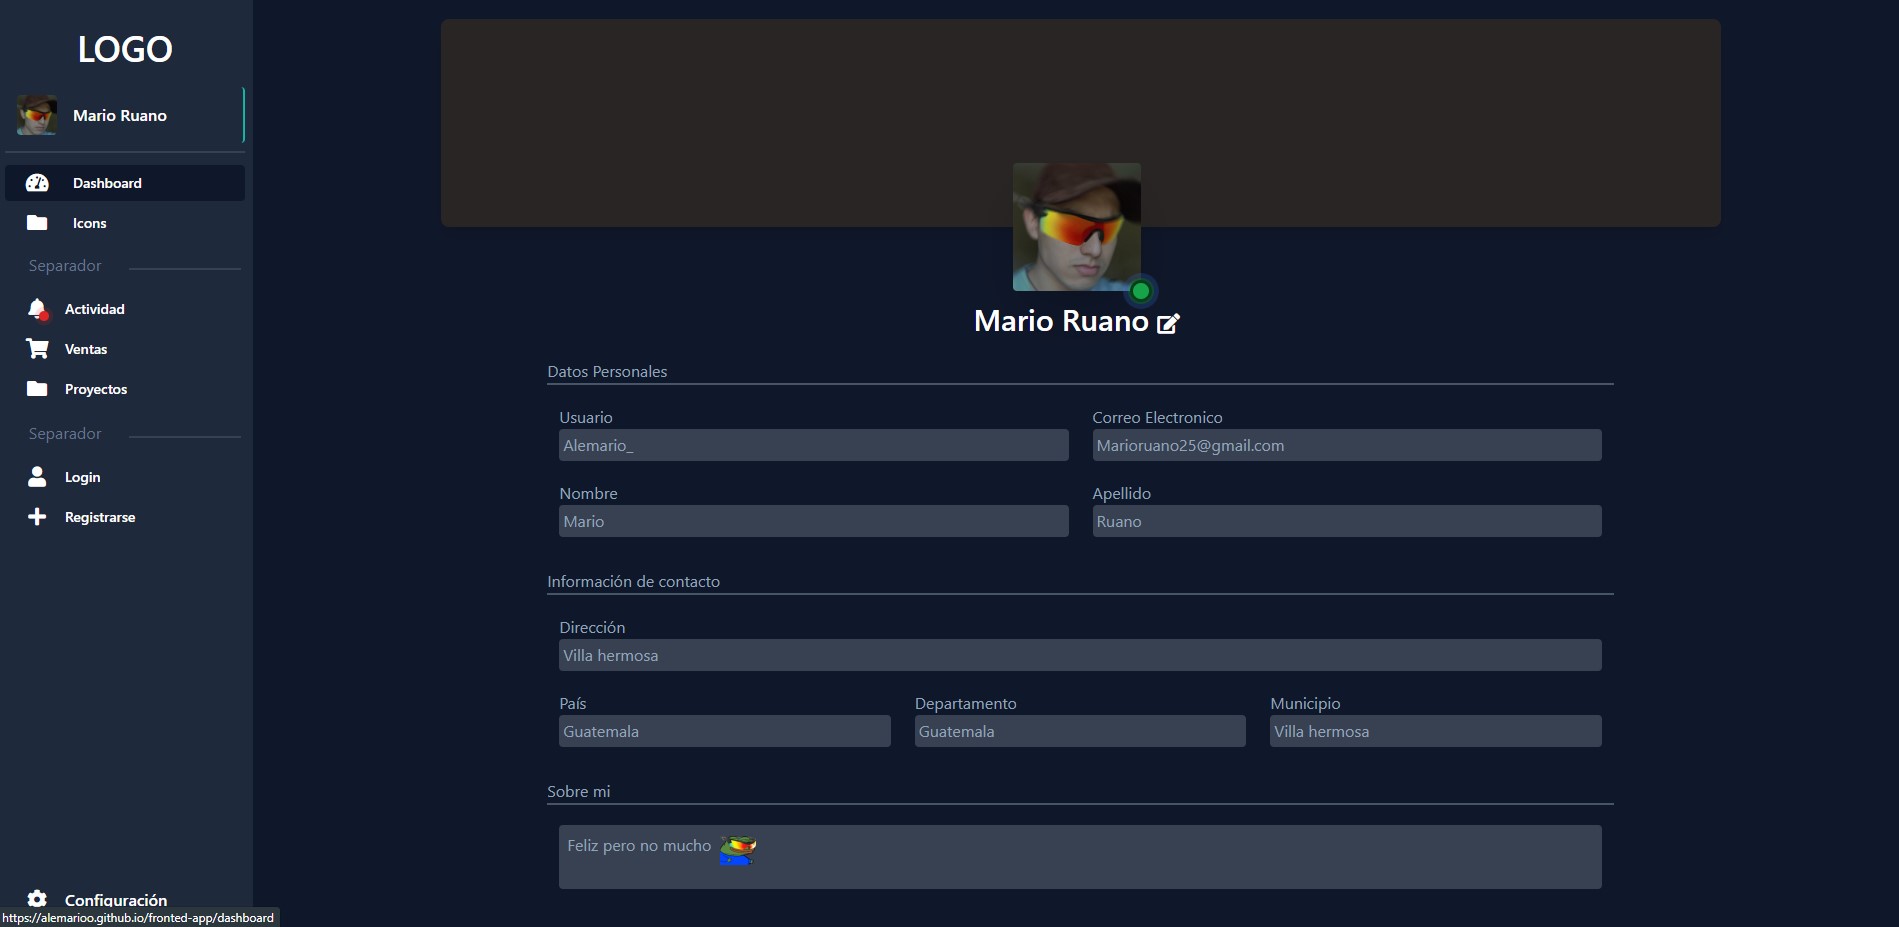 LOGO
Mario Ruano
Dashboard
Icons
Separador
Actividad
Ventas
Proyectos
Separador
Login
Registrarse
Configuración
https://alemarioo.github.io/fronted-app/dashboard
Mario Ruano
Datos Personales
Usuario Correo Electronico
Alemario_ Marioruano25@gmail.com
Nombre Apellido
Mario Ruano
Información de contacto
Dirección
Villa hermosa
País Departamento Municipio
Guatemala Guatemala Villa hermosa
Sobre mi
Feliz pero no mucho